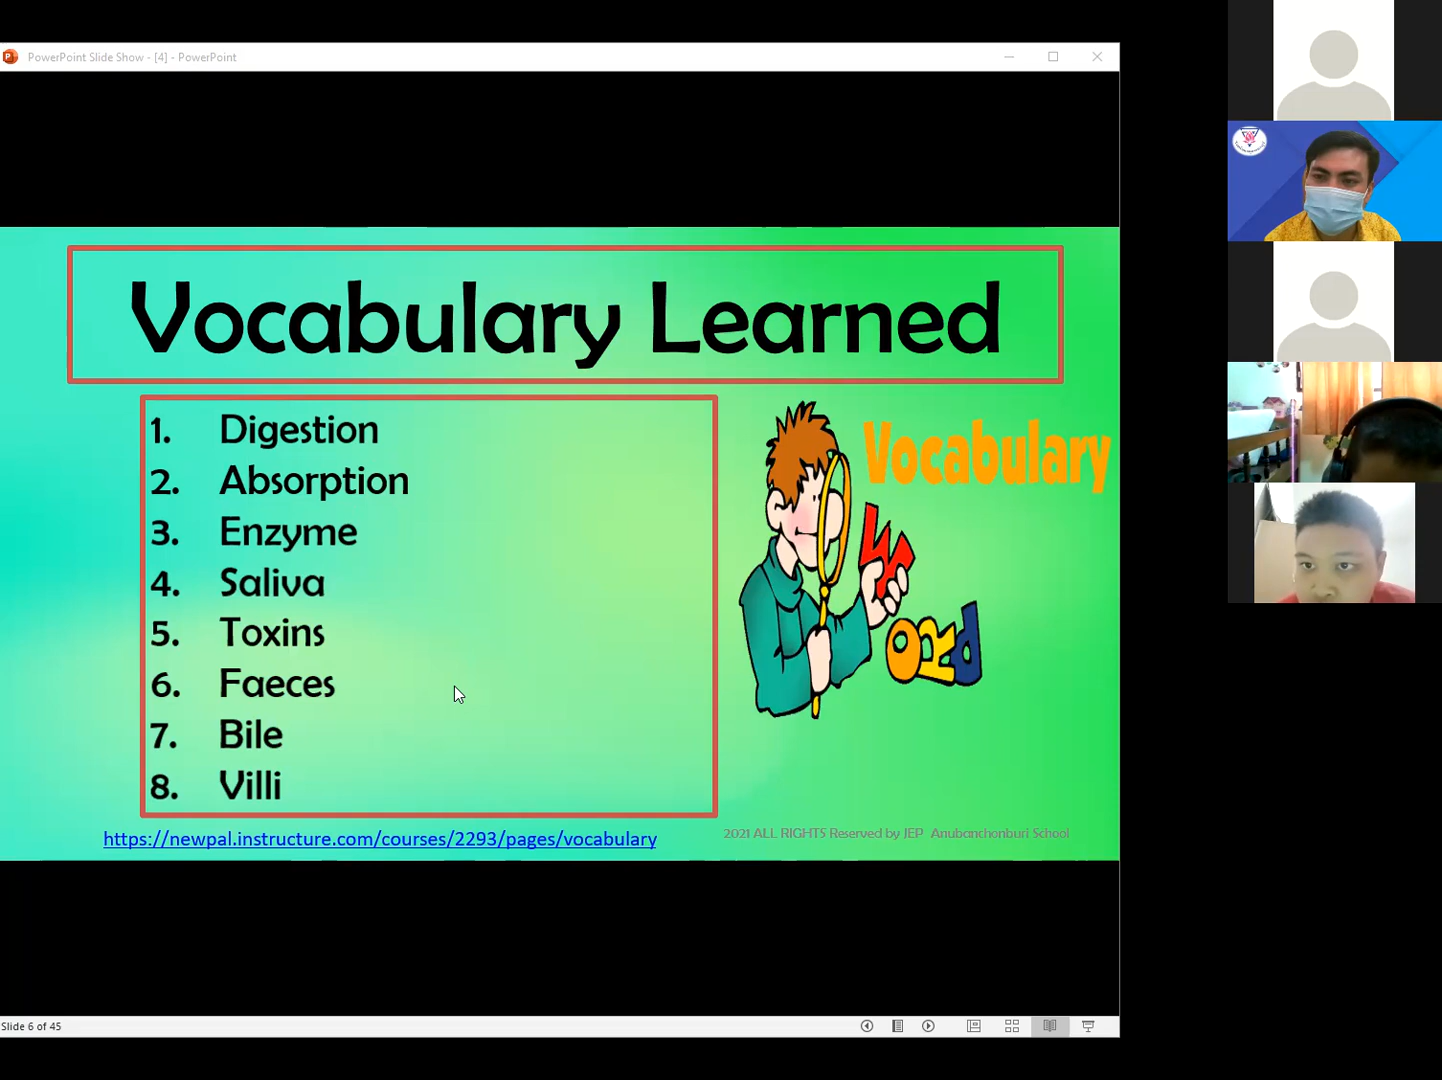 PowerPoint Slide Show - [4] - PowerPoint
Vocabulary Learned
1. Digestion
2. Absorption
3. Enzyme
4. Saliva
5. Toxins
6. Faeces
7. Bile
8. Villi
Vocabulary
WORd
https://newpal.instructure.com/courses/2293/pages/vocabulary
2021 ALL RIGHTS Reserved by JEP Anubanchonburi School
Slide 6 of 45